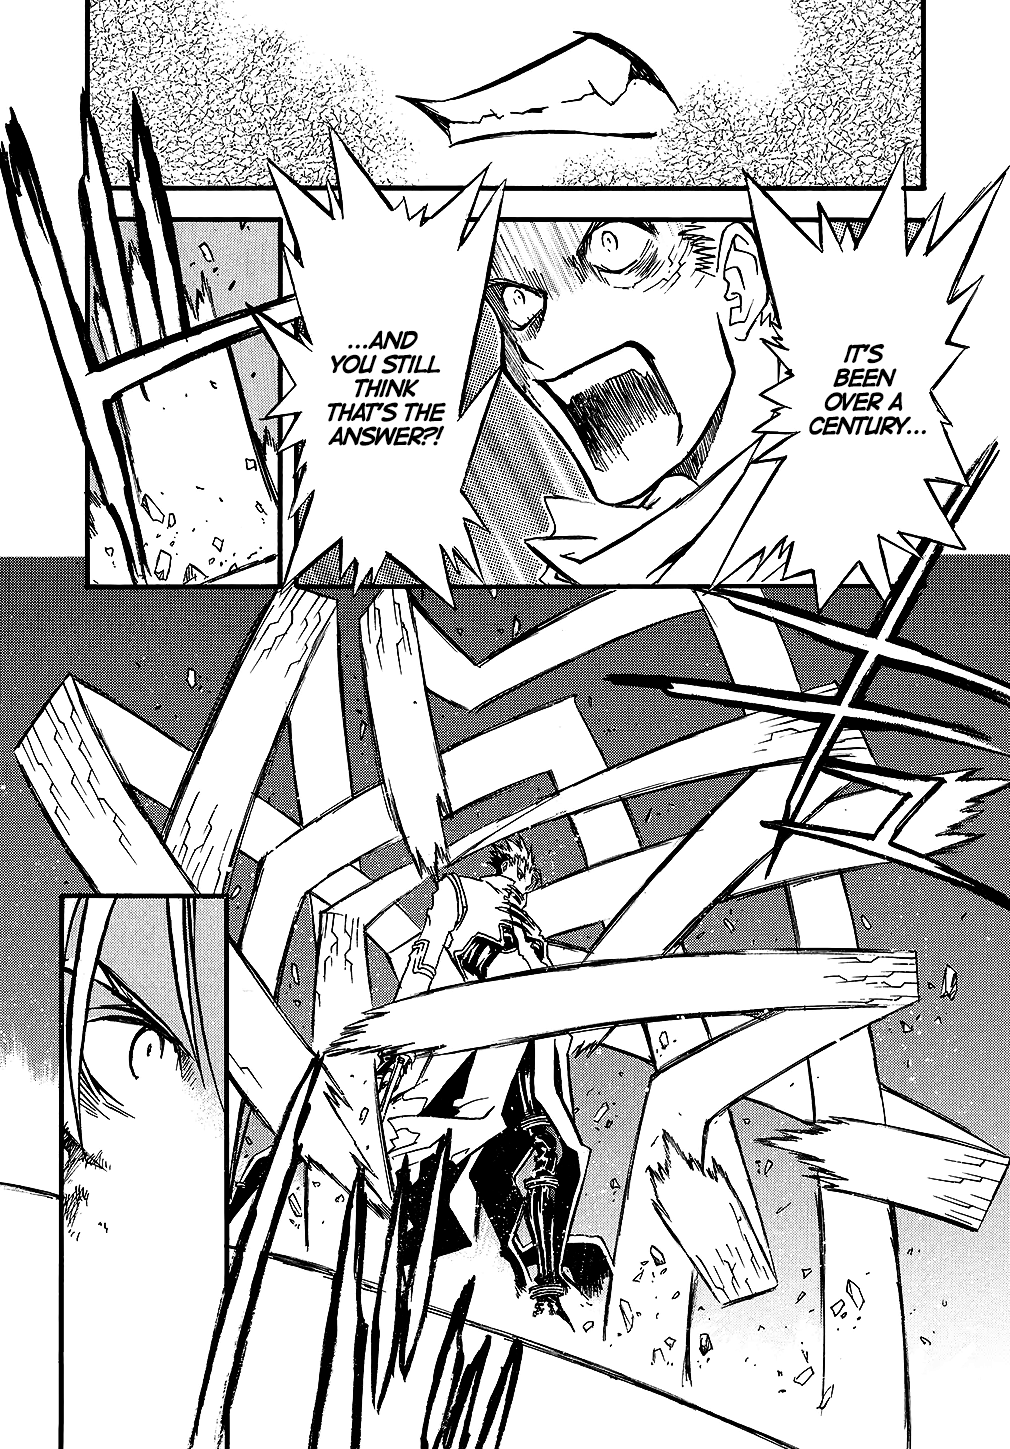 IT'S
BEEN
OVER A
CENTURY...
...AND
YOU STILL
THINK
THAT'S THE
ANSWER?!